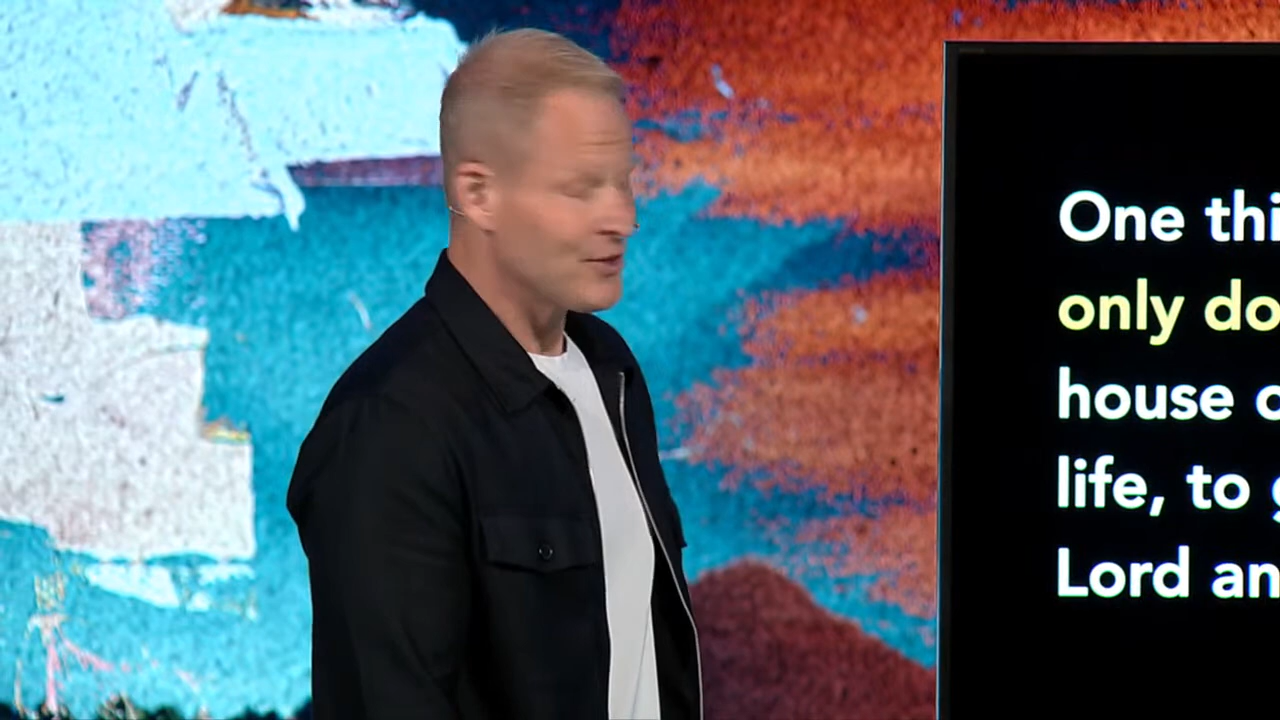 One thi
only do
house o
life, to g
Lord an